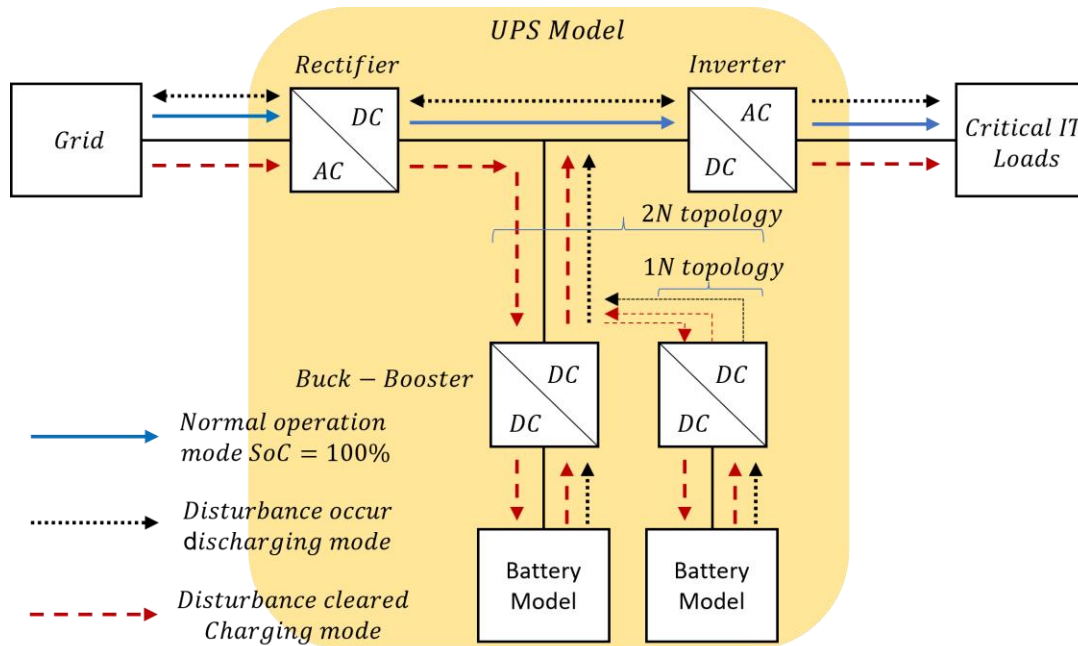 UPS Model
Rectifier
Inverter
Grid
DC
AC
AC
DC
Critical IT
Loads
2N topology
1N topology
Buck − Booster
DC
DC
DC
DC
Normal operation
mode SoC = 100%
Disturbance occur
discharging mode
Disturbance cleared
Charging mode
Battery
Model
Battery
Model